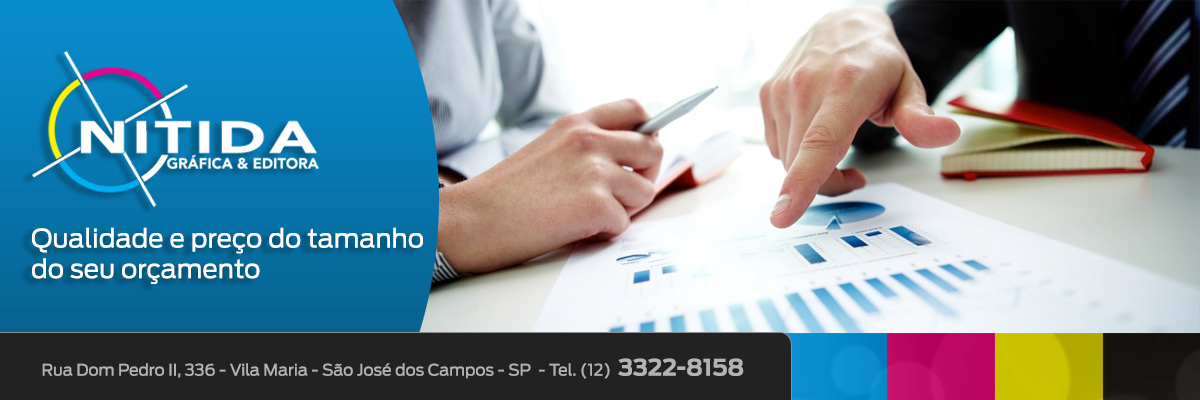 NITIDA
GRÁFICA & EDITORA
Qualidade e preço do tamanho
do seu orçamento
Rua Dom Pedro II, 336 - Vila Maria - São José dos Campos - SP - Tel. (12) 3322-8158